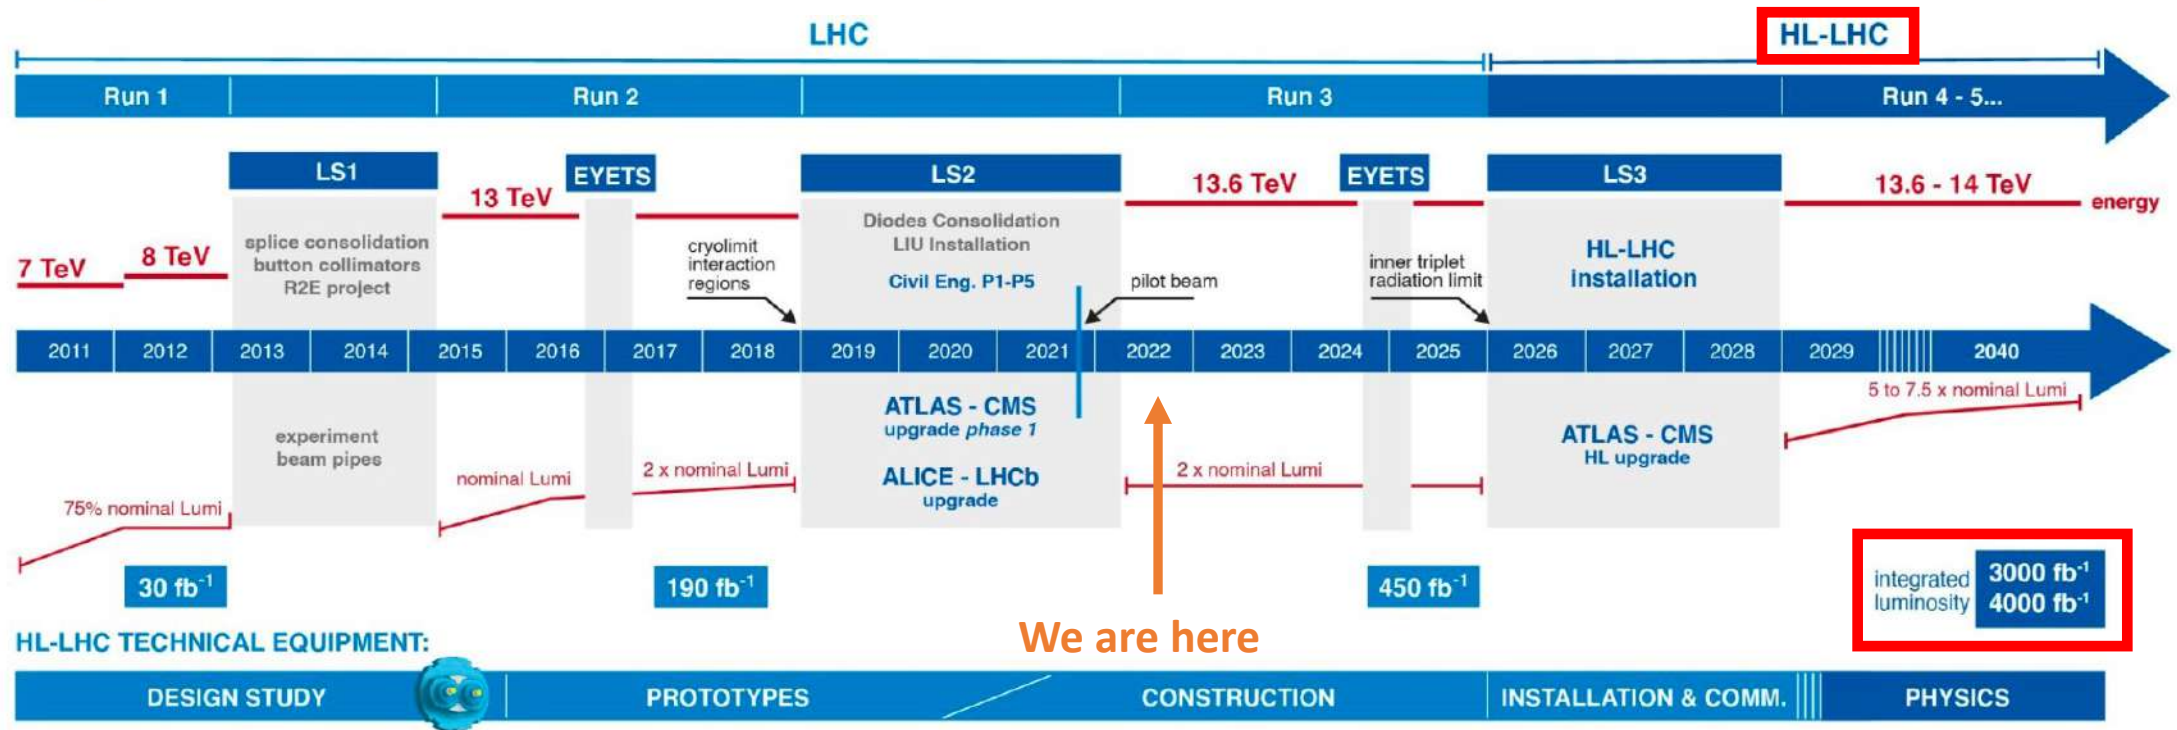 LHC
HL-LHC
Run 1
Run 2
Run 3
Run 4 - 5...
LS1
EYETS
LS2
EYETS
LS3
13 TeV
13.6 TeV
13.6 - 14 TeV
energy
7 TeV
8 TeV
splice consolidation
button collimators
R2E project
cryolimit
interaction
regions
Diodes Consolidation
LIU Installation
Civil Eng. P1-P5
pilot beam
inner triplet
radiation limit
HL-LHC
installation
2011
2012
2013
2014
2015
2016
2017
2018
2019
2020
2021
2022
2023
2024
2025
2026
2027
2028
2029
2040
75% nominal Lumi
experiment
beam pipes
nominal Lumi
2 x nominal Lumi
ATLAS - CMS
upgrade phase 1
ALICE - LHCb
upgrade
2 x nominal Lumi
ATLAS - CMS
HL upgrade
5 to 7.5 x nominal Lumi
30 fb⁻¹
190 fb⁻¹
450 fb⁻¹
integrated
luminosity
3000 fb⁻¹
4000 fb⁻¹
We are here
HL-LHC TECHNICAL EQUIPMENT:
DESIGN STUDY
PROTOTYPES
CONSTRUCTION
INSTALLATION & COMM.
PHYSICS